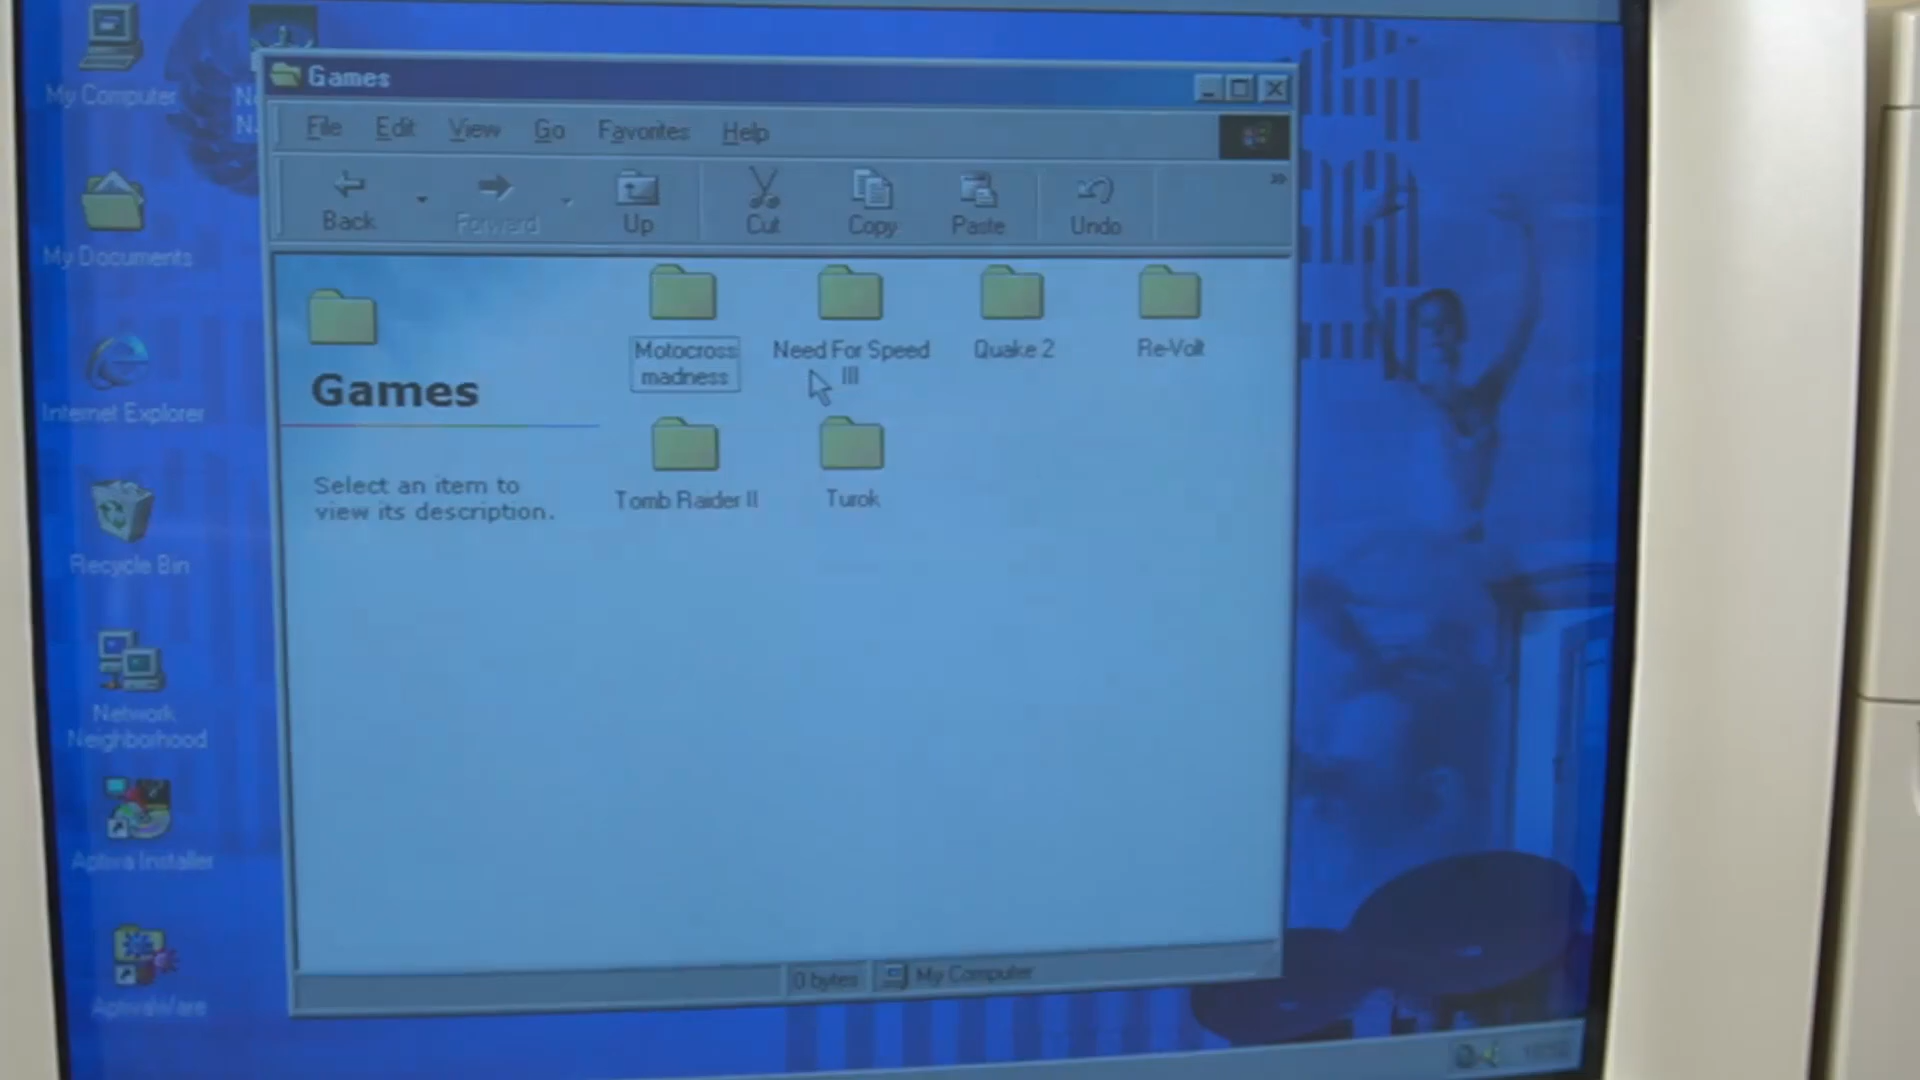 My Computer
My Documents
Internet Explorer
Recycle Bin
Network
Neighborhood
Aptiva Installer
AptivaWare
Games
File Edit View Go Favorites Help
Back Forward Up Cut Copy Paste Undo
Games
Select an item to
view its description.
Motocross
madness
Need For Speed
III
Quake 2
Re-Volt
Tomb Raider II
Turok
0 bytes
My Computer